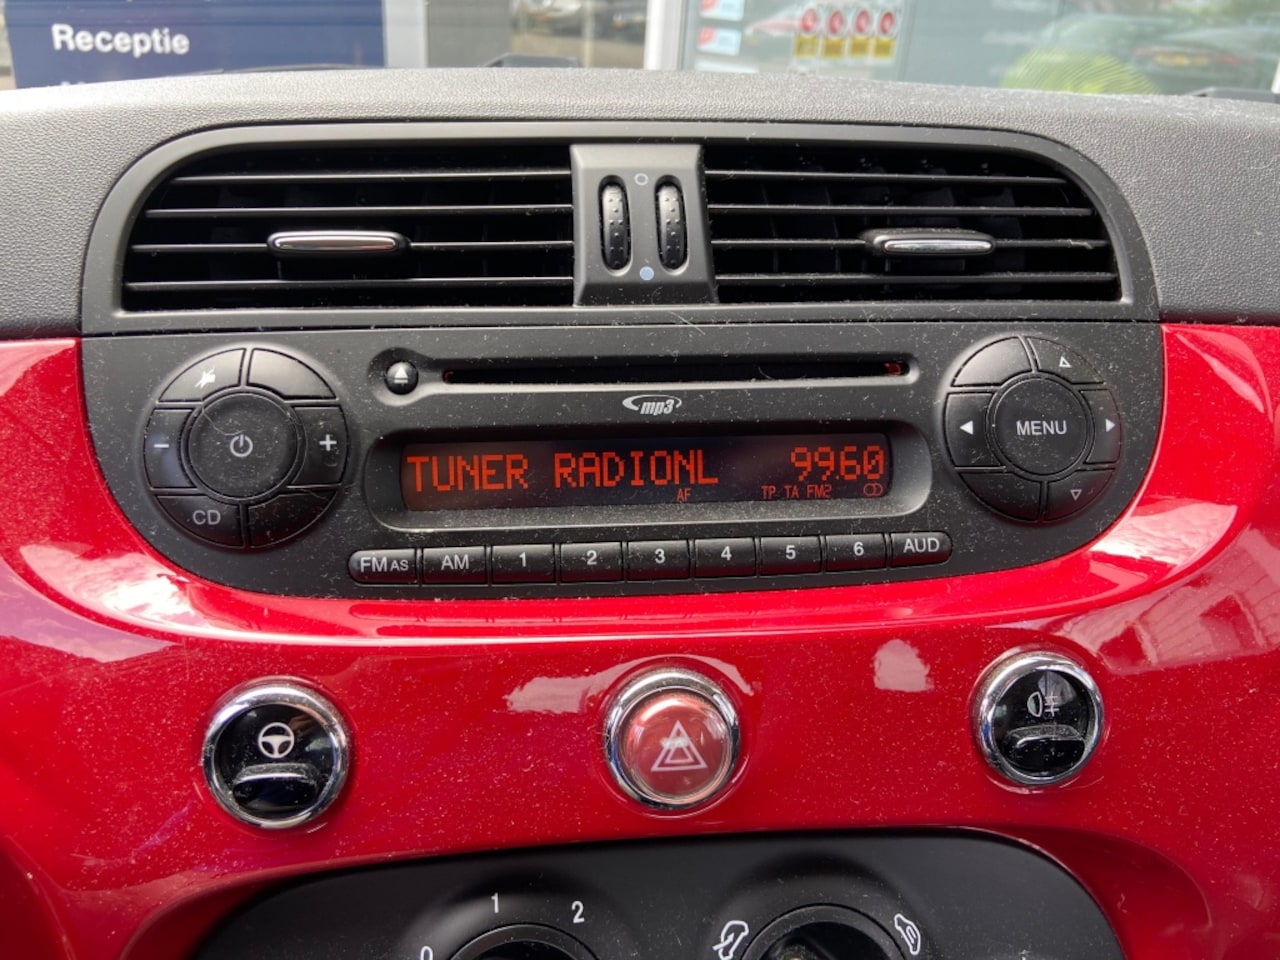 Receptie
mp3
TUNER RADIONL 99.60
AF TP TA FM2
MENU
CD
FM AS AM 1 2 3 4 5 6 AUD
1 2
0